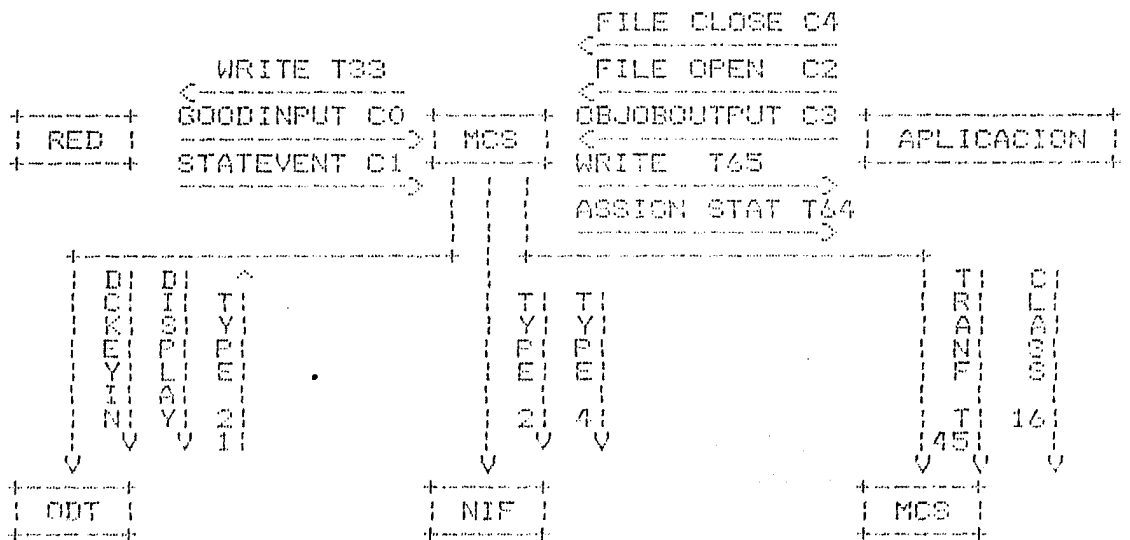 FILE CLOSE C4
WRITE T33
FILE OPEN C2
GOODINPUT C0
OBJOBOUTPUT C3
RED
MCS
APLICACION
STATEVENT C1
WRITE T65
ASSION STAT T64
DCKEYIN
DISPLAY
TYPE 21
TYPE 2
TYPE 4
TRANF T45
CLASS 16
ODT
NIF
MCS